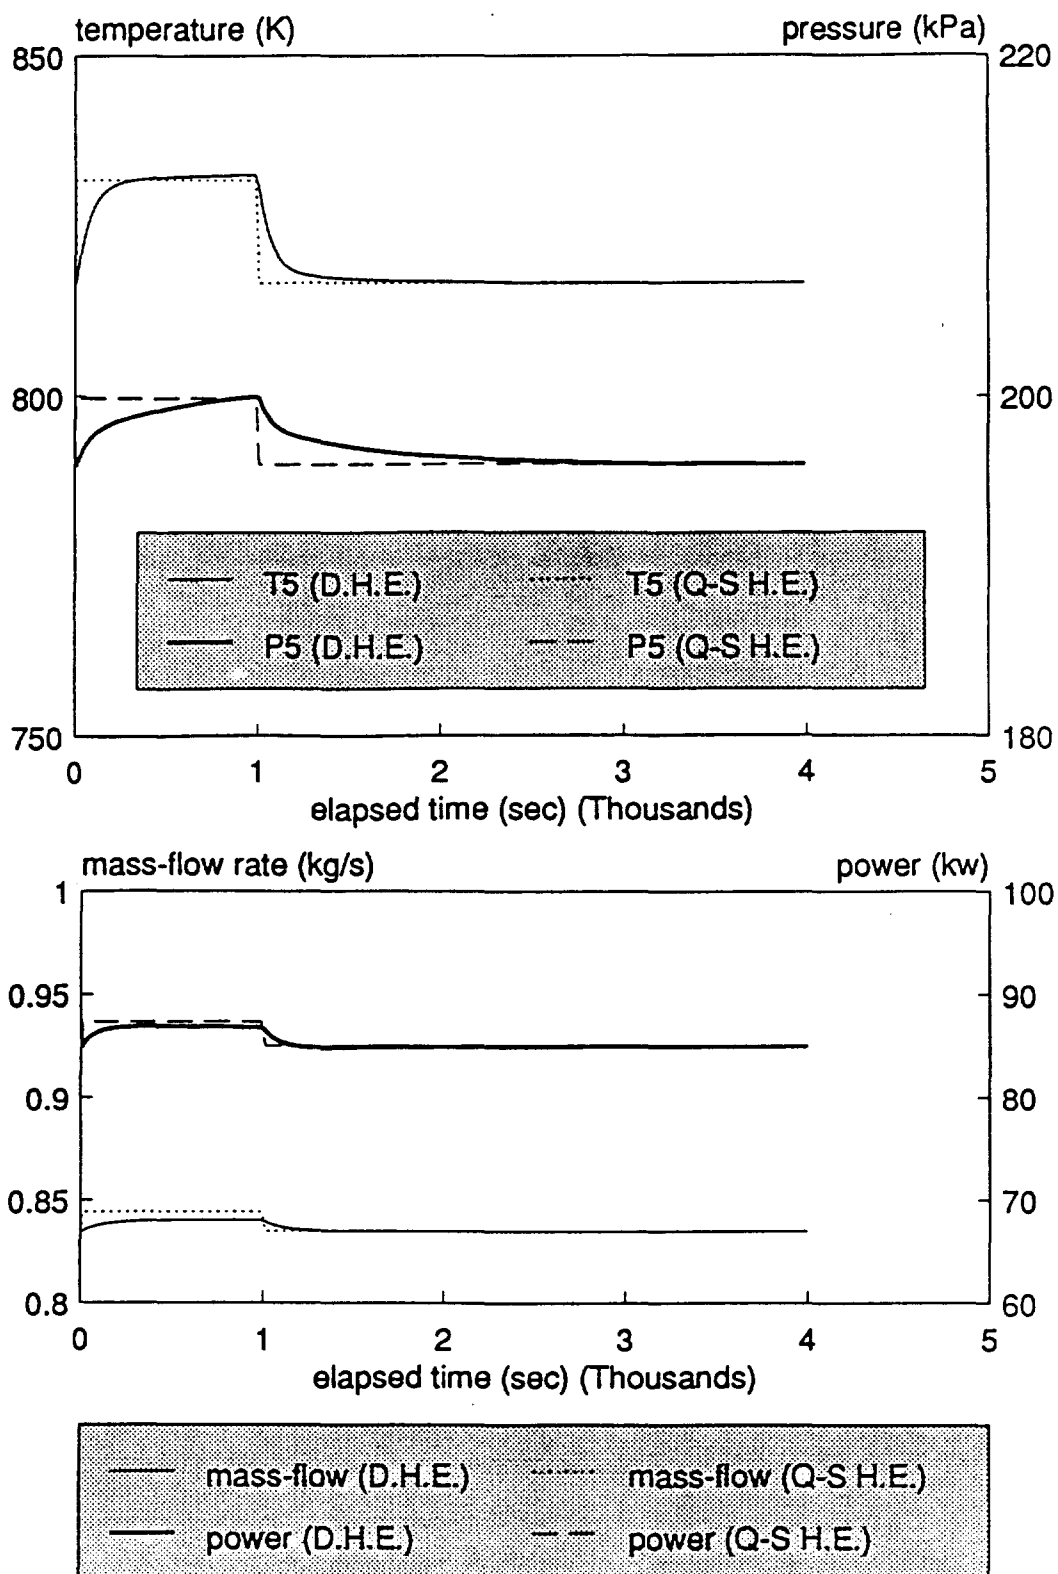 temperature (K) pressure (kPa)
850 220
800 200
750 180
0 1 2 3 4 5
elapsed time (sec) (Thousands)
T5 (D.H.E.) T5 (Q-S H.E.)
P5 (D.H.E.) P5 (Q-S H.E.)
mass-flow rate (kg/s) power (kw)
1 100
0.95 90
0.9 80
0.85 70
0.8 60
0 1 2 3 4 5
elapsed time (sec) (Thousands)
mass-flow (D.H.E.) mass-flow (Q-S H.E.)
power (D.H.E.) power (Q-S H.E.)